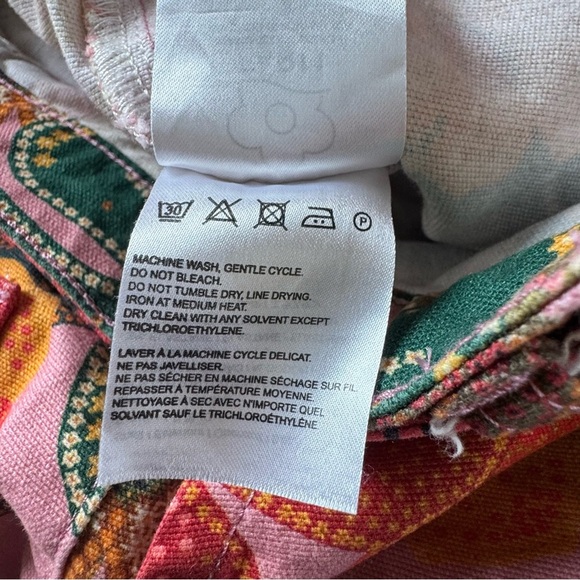 30
P
MACHINE WASH, GENTLE CYCLE.
DO NOT BLEACH.
DO NOT TUMBLE DRY, LINE DRYING.
IRON AT MEDIUM HEAT.
DRY CLEAN WITH ANY SOLVENT EXCEPT
TRICHLOROETHYLENE.
LAVER À LA MACHINE CYCLE DELICAT.
NE PAS JAVELLISER.
NE PAS SÉCHER EN MACHINE SÉCHAGE SUR FIL.
REPASSER À TEMPÉRATURE MOYENNE.
NETTOYAGE À SEC AVEC N'IMPORTE QUEL
SOLVANT SAUF LE TRICHLOROÉTHYLÈNE